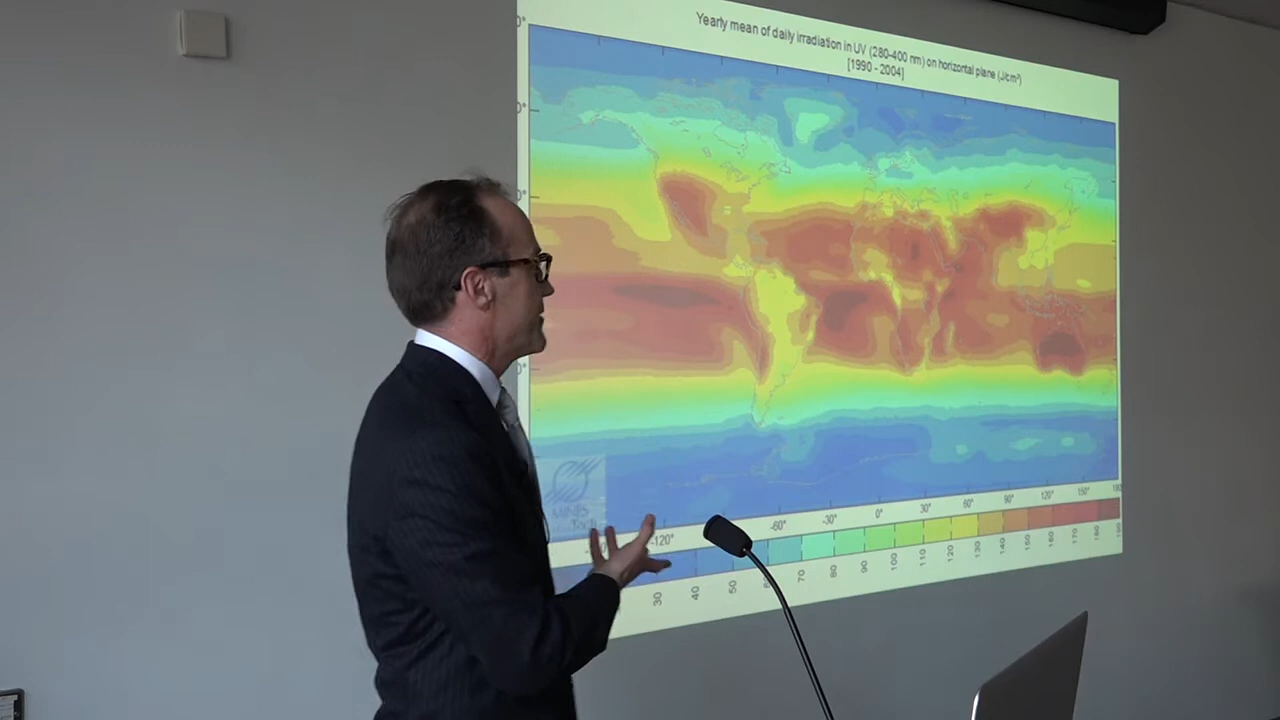 Yearly mean of daily irradiation in UV (280-400 nm) on horizontal plane (J/cm²)
[1990 - 2004]
-120° -60° -30° 0° 30° 60° 90° 120° 150°
30 40 50 70 80 90 100 110 120 130 140 150 160 170 180